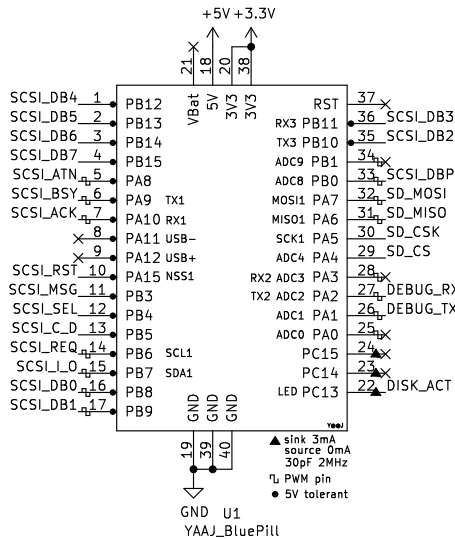 +5V +3.3V
21 18 20 38
VBat 5V 3V3 3V3
SCSI_DB4 1 PB12
SCSI_DB5 2 PB13
SCSI_DB6 3 PB14
SCSI_DB7 4 PB15
SCSI_ATN 5 PA8
SCSI_BSY 6 PA9 TX1
SCSI_ACK 7 PA10 RX1
8 PA11 USB-
9 PA12 USB+
SCSI_RST 10 PA15 NSS1
SCSI_MSG 11 PB3
SCSI_SEL 12 PB4
SCSI_C_D 13 PB5
SCSI_REQ 14 PB6 SCL1
SCSI_I_O 15 PB7 SDA1
SCSI_DB0 16 PB8
SCSI_DB1 17 PB9
RST 37
RX3 PB11 36 SCSI_DB3
TX3 PB10 35 SCSI_DB2
ADC9 PB1 34
ADC8 PB0 33 SCSI_DBP
MOSI1 PA7 32 SD_MOSI
MISO1 PA6 31 SD_MISO
SCK1 PA5 30 SD_CSK
ADC4 PA4 29 SD_CS
RX2 ADC3 PA3 28
TX2 ADC2 PA2 27 DEBUG_RX
ADC1 PA1 26 DEBUG_TX
ADC0 PA0 25
PC15 24
PC14 23
LED PC13 22 DISK_ACT
GND GND GND
19 39 40
YAAJ
sink 3mA
source 0mA
30pF 2MHz
PWM pin
5V tolerant
GND U1
YAAJ_BluePill